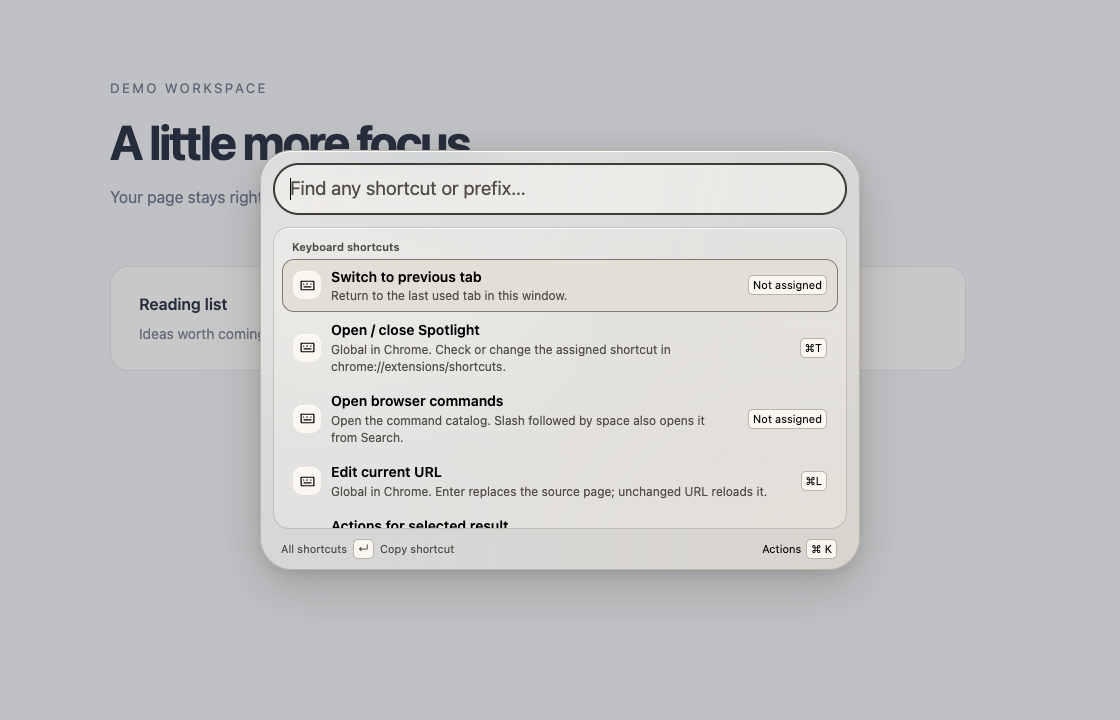 DEMO WORKSPACE
A little more focus
Your page stays right
Find any shortcut or prefix...
Keyboard shortcuts
Switch to previous tab
Return to the last used tab in this window.
Not assigned
Open / close Spotlight
Global in Chrome. Check or change the assigned shortcut in
chrome://extensions/shortcuts.
⌘T
Open browser commands
Open the command catalog. Slash followed by space also opens it
from Search.
Not assigned
Edit current URL
Global in Chrome. Enter replaces the source page; unchanged URL reloads it.
⌘L
Actions for selected result
Reading list
Ideas worth coming
All shortcuts ↵ Copy shortcut
Actions ⌘ K